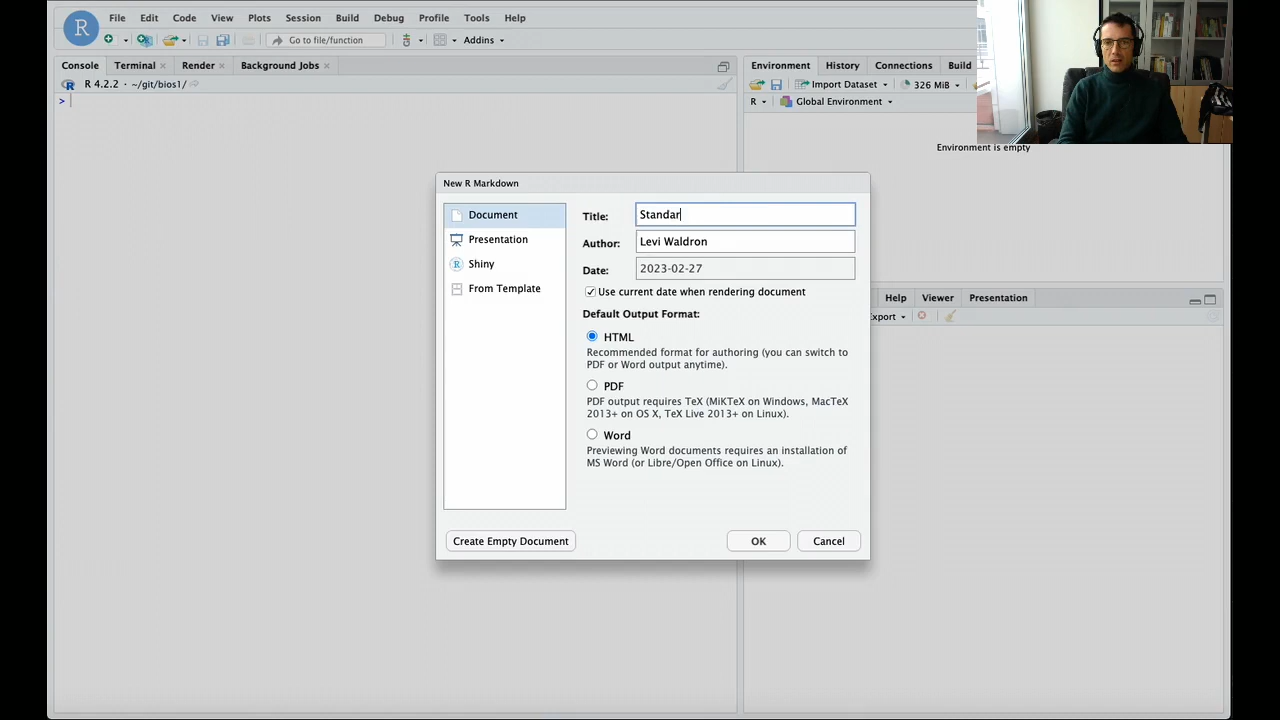 R
File Edit Code View Plots Session Build Debug Profile Tools Help
Go to file/function Addins
Console Terminal Render Background Jobs
R 4.2.2 · ~/git/bios1/
>
Environment History Connections Build
Import Dataset 326 MiB
R Global Environment
Environment is empty
Help Viewer Presentation
Export
New R Markdown
Document
Presentation
R Shiny
From Template
Title: Standar
Author: Levi Waldron
Date: 2023-02-27
Use current date when rendering document
Default Output Format:
HTML
Recommended format for authoring (you can switch to
PDF or Word output anytime).
PDF
PDF output requires TeX (MiKTeX on Windows, MacTeX
2013+ on OS X, TeX Live 2013+ on Linux).
Word
Previewing Word documents requires an installation of
MS Word (or Libre/Open Office on Linux).
Create Empty Document OK Cancel